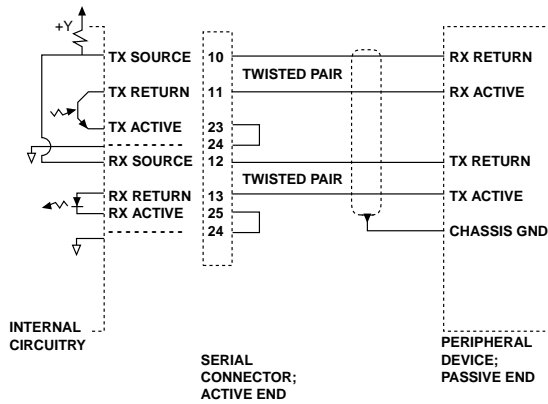 +Y
TX SOURCE 10 RX RETURN
TWISTED PAIR
TX RETURN 11 RX ACTIVE
TX ACTIVE 23
24
RX SOURCE 12 TX RETURN
TWISTED PAIR
RX RETURN 13 TX ACTIVE
RX ACTIVE 25
24 CHASSIS GND
INTERNAL
CIRCUITRY
SERIAL
CONNECTOR;
ACTIVE END
PERIPHERAL
DEVICE;
PASSIVE END